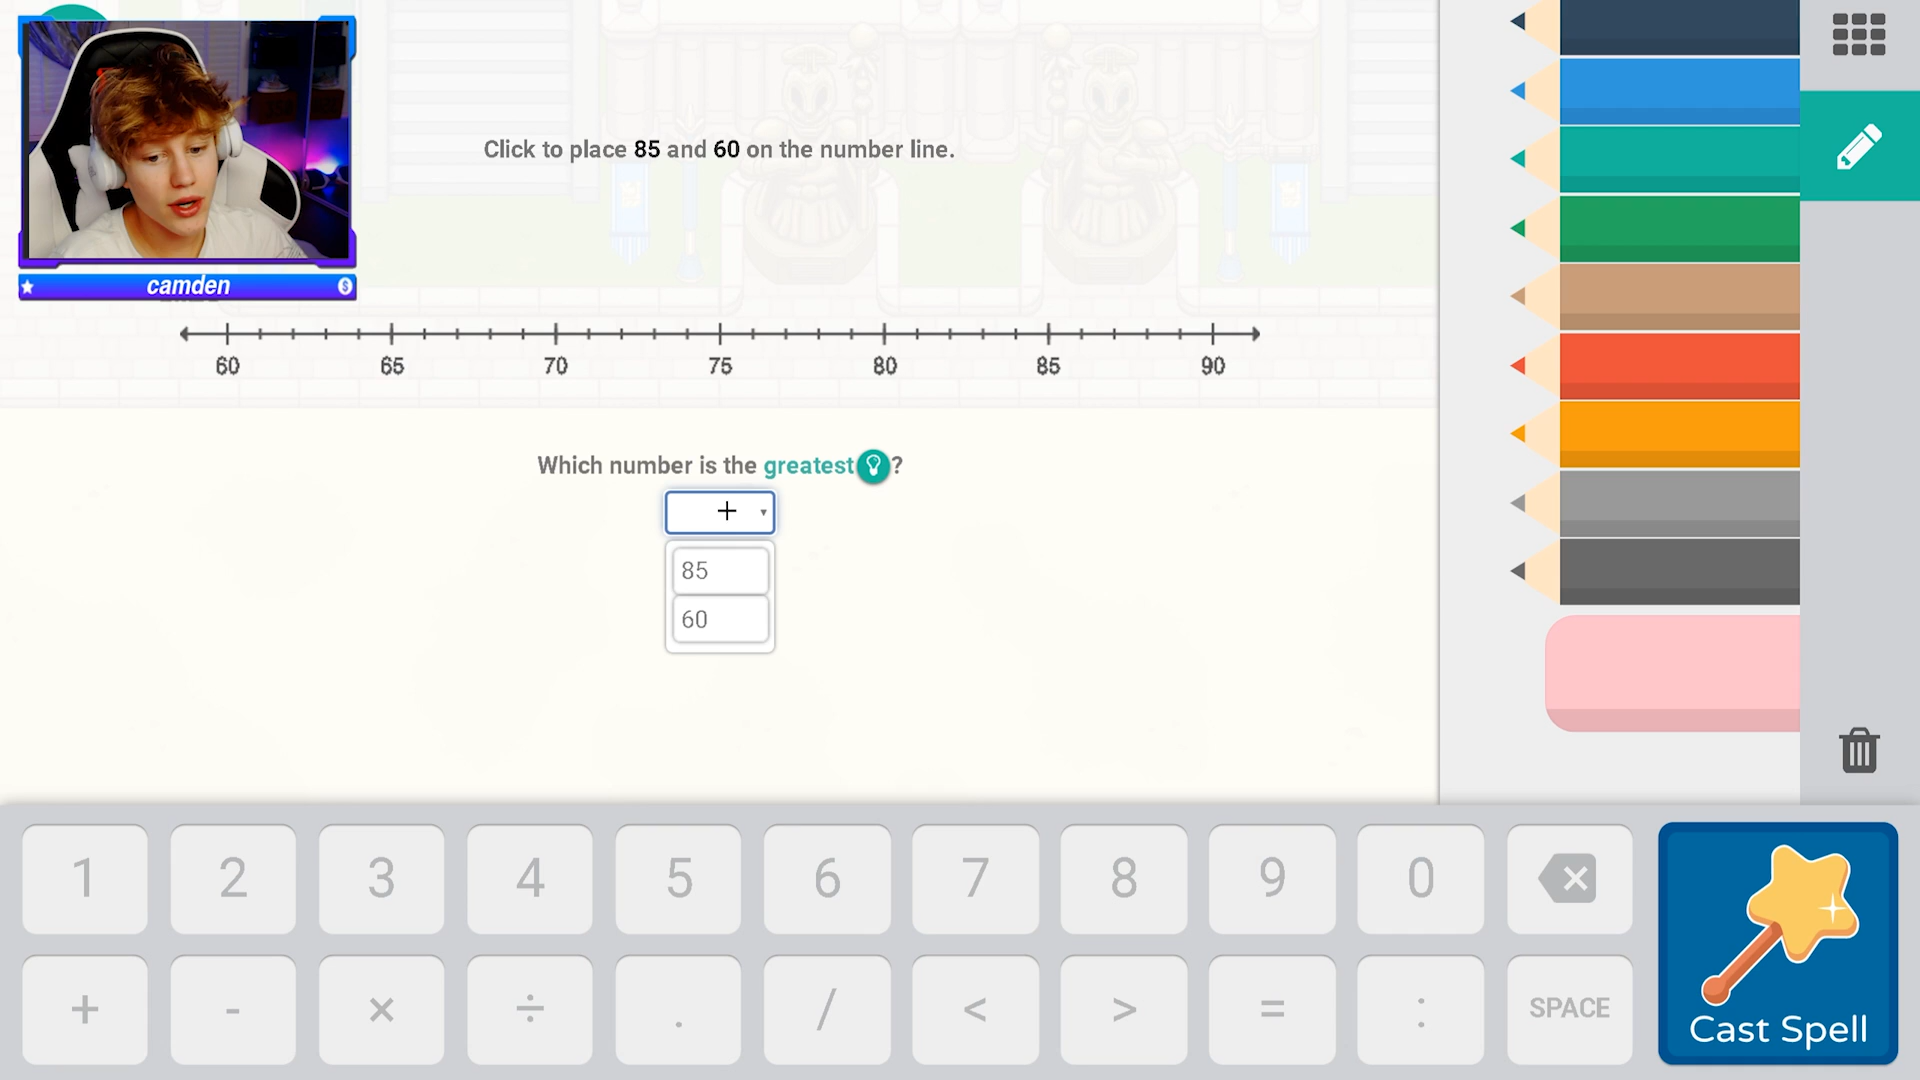 Click to place 85 and 60 on the number line.
camden
60 65 70 75 80 85 90
Which number is the greatest ?
85
60
1 2 3 4 5 6 7 8 9 0
+ - × ÷ . / < > = : SPACE
Cast Spell